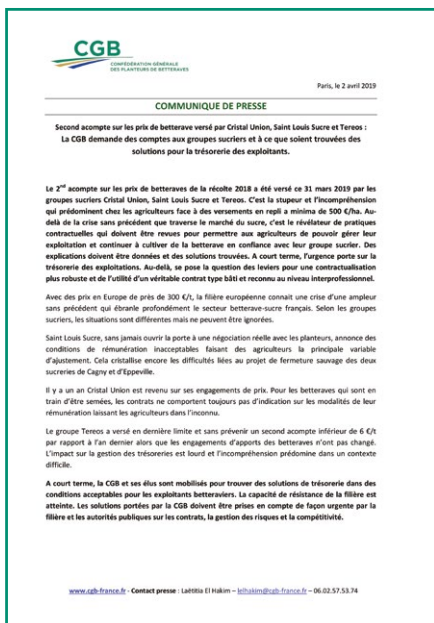 CGB
CONFÉDÉRATION GÉNÉRALE
DES PLANTEURS DE BETTERAVES
Paris, le 2 avril 2019
COMMUNIQUE DE PRESSE
Second acompte sur les prix de betterave versé par Cristal Union, Saint Louis Sucre et Tereos :
La CGB demande des comptes aux groupes sucriers et à ce que soient trouvées des
solutions pour la trésorerie des exploitants.
Le 2nd acompte sur les prix de betteraves de la récolte 2018 a été versé ce 31 mars 2019 par les
groupes sucriers Cristal Union, Saint Louis Sucre et Tereos. C'est la stupeur et l'incompréhension
qui prédominent chez les agriculteurs face à des versements en repli a minima de 500 €/ha. Au-
delà de la crise sans précédent que traverse le marché du sucre, c'est le révélateur de pratiques
contractuelles qui doivent être revues pour permettre aux agriculteurs de pouvoir gérer leur
exploitation et continuer à cultiver de la betterave en confiance avec leur groupe sucrier. Des
explications doivent être données et des solutions trouvées. A court terme, l'urgence porte sur la
trésorerie des exploitations. Au-delà, se pose la question des leviers pour une contractualisation
plus robuste et de l'utilité d'un véritable contrat type bâti et reconnu au niveau interprofessionnel.
Avec des prix en Europe de près de 300 €/t, la filière européenne connait une crise d'une ampleur
sans précédent qui ébranle profondément le secteur betterave-sucre français. Selon les groupes
sucriers, les situations sont différentes mais ne peuvent être ignorées.
Saint Louis Sucre, sans jamais ouvrir la porte à une négociation réelle avec les planteurs, annonce des
conditions de rémunération inacceptables faisant des agriculteurs la principale variable
d'ajustement. Cela cristallise encore les difficultés liées au projet de fermeture sauvage des deux
sucreries de Cagny et d'Eppeville.
Il y a un an Cristal Union est revenu sur ses engagements de prix. Pour les betteraves qui sont en
train d'être semées, les contrats ne comportent toujours pas d'indication sur les modalités de leur
rémunération laissant les agriculteurs dans l'inconnu.
Le groupe Tereos a versé en dernière limite et sans prévenir un second acompte inférieur de 6 €/t
par rapport à l'an dernier alors que les engagements d'apports des betteraves n'ont pas changé.
L'impact sur la gestion des trésoreries est lourd et l'incompréhension prédomine dans un contexte
difficile.
A court terme, la CGB et ses élus sont mobilisés pour trouver des solutions de trésorerie dans des
conditions acceptables pour les exploitants betteraviers. La capacité de résistance de la filière est
atteinte. Les solutions portées par la CGB doivent être prises en compte de façon urgente par la
filière et les autorités publiques sur les contrats, la gestion des risques et la compétitivité.
www.cgb-france.fr - Contact presse : Laëtitia El Hakim – lelhakim@cgb-france.fr – 06.02.57.53.74